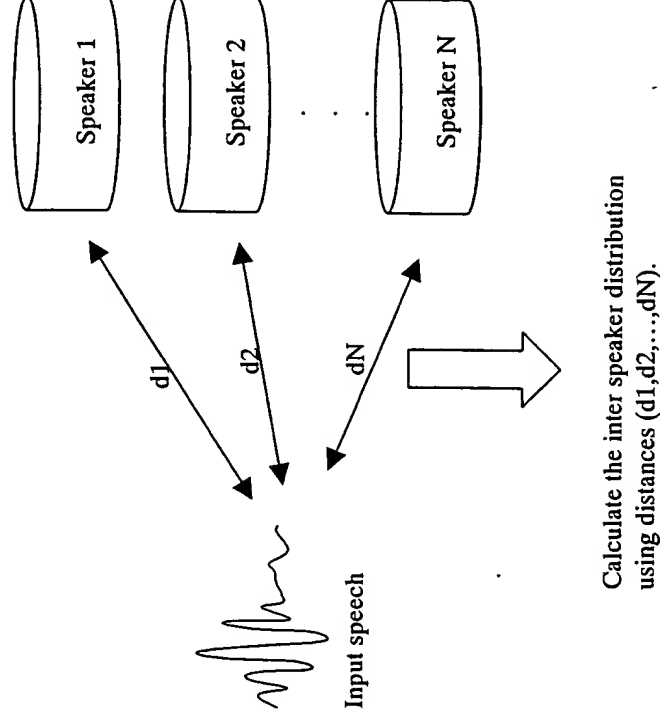 Speaker 1
Speaker 2
. . .
Speaker N
d1
d2
dN
Input speech
Calculate the inter speaker distribution
using distances (d1,d2,...,dN).